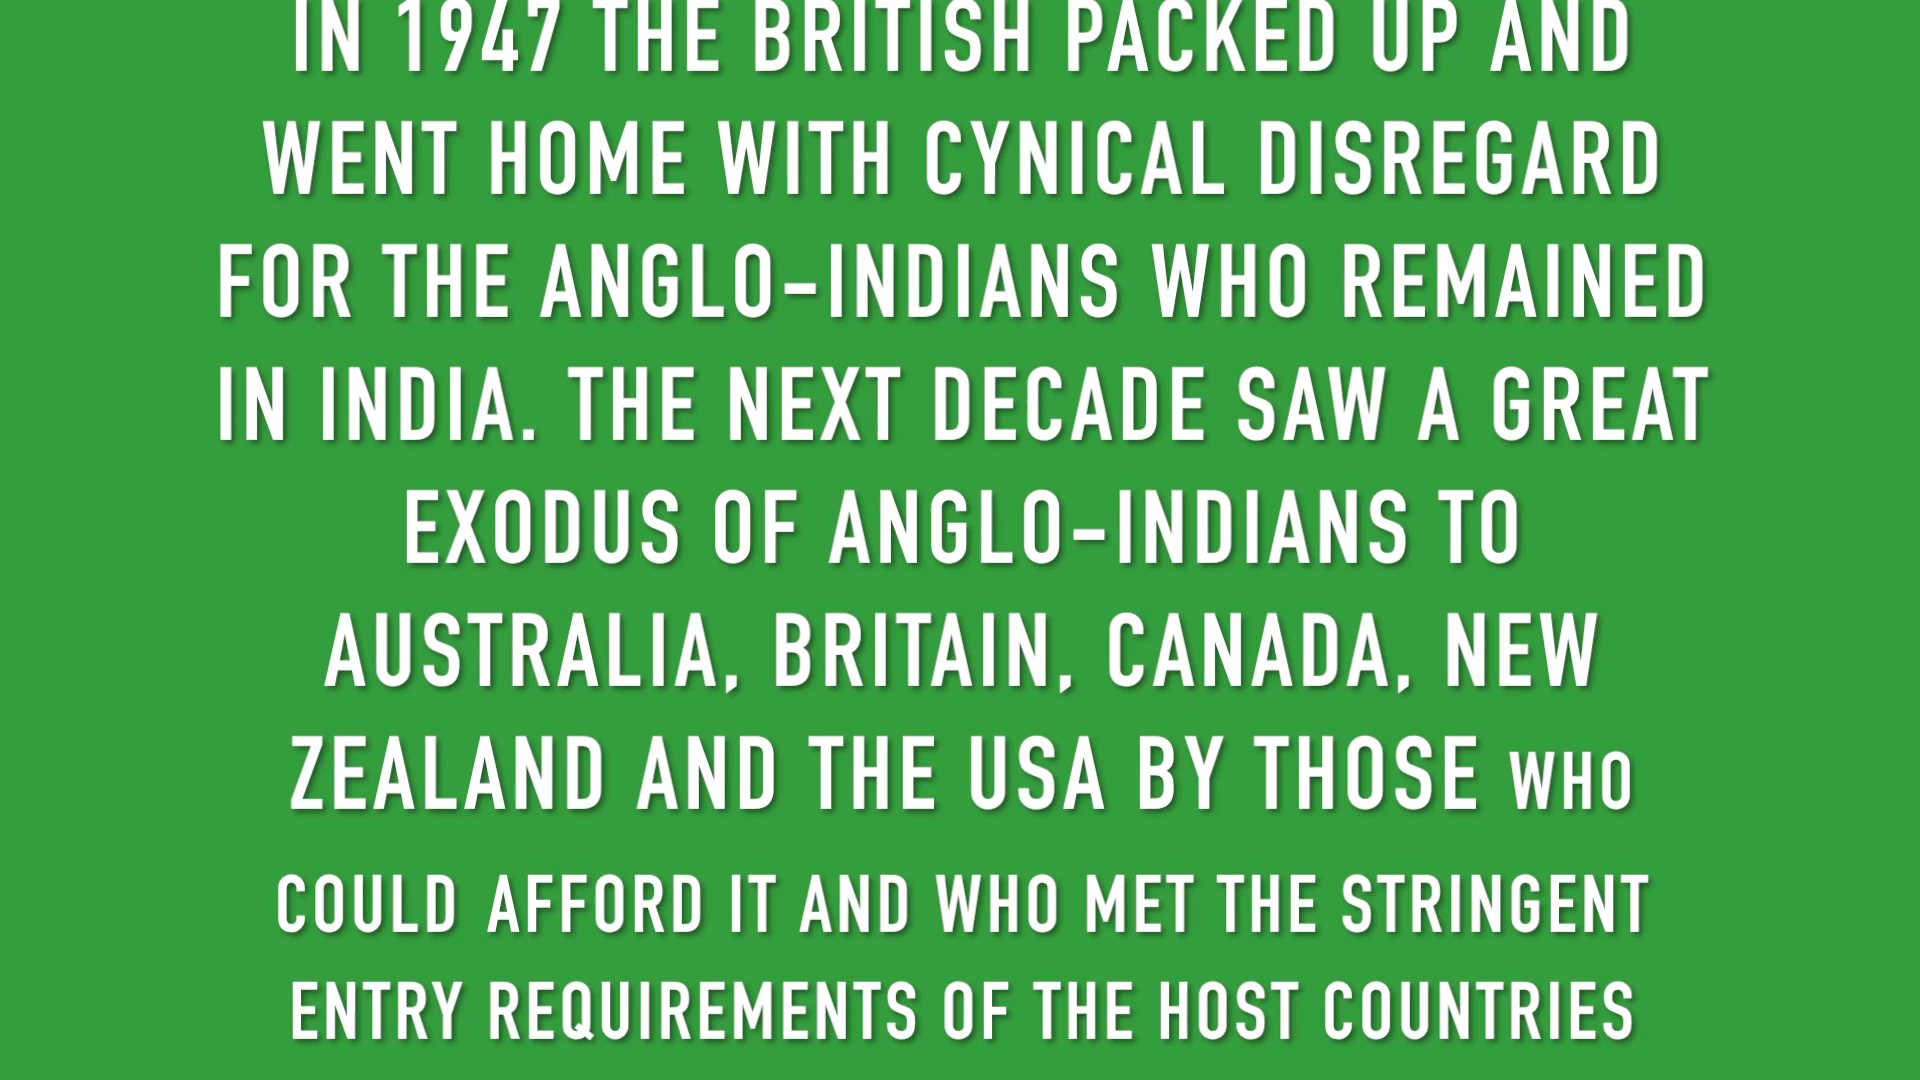 IN 1947 THE BRITISH PACKED UP AND
WENT HOME WITH CYNICAL DISREGARD
FOR THE ANGLO-INDIANS WHO REMAINED
IN INDIA. THE NEXT DECADE SAW A GREAT
EXODUS OF ANGLO-INDIANS TO
AUSTRALIA, BRITAIN, CANADA, NEW
ZEALAND AND THE USA BY THOSE WHO
COULD AFFORD IT AND WHO MET THE STRINGENT
ENTRY REQUIREMENTS OF THE HOST COUNTRIES